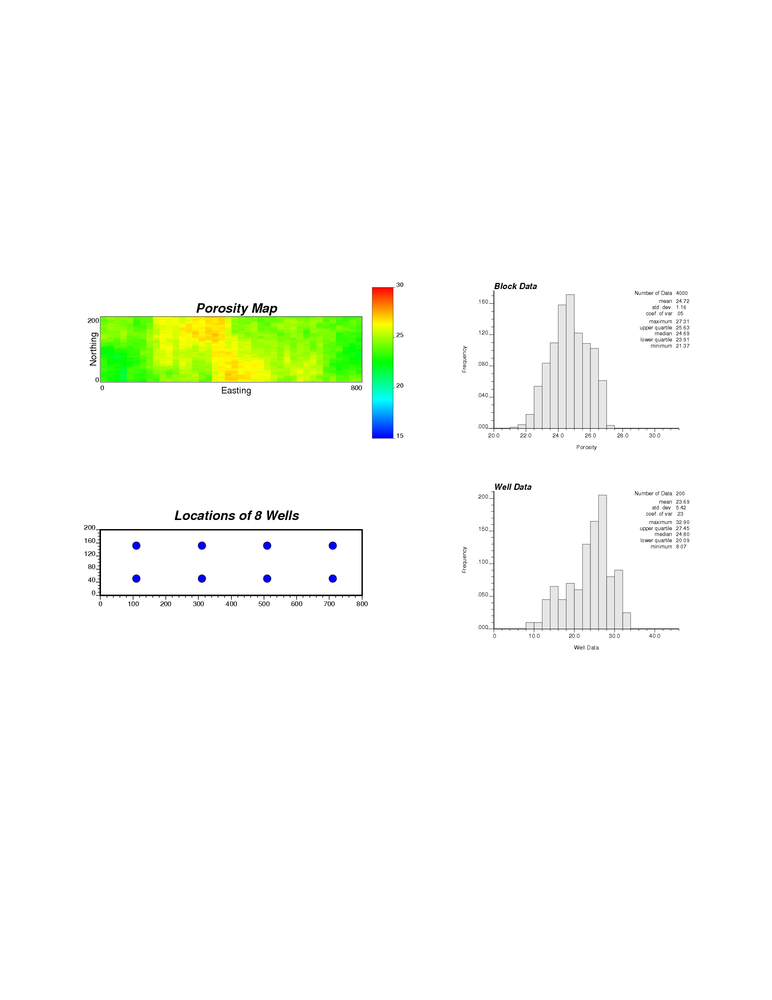 Porosity Map
Northing
200
0
0
800
Easting
30
25
20
15
Block Data
Frequency
.160
.120
.080
.040
.000
20.0 22.0 24.0 26.0 28.0 30.0
Porosity
Number of Data 4000
mean 24.72
std. dev. 1.16
coef. of var .05
maximum 27.31
upper quartile 25.63
median 24.69
lower quartile 23.91
minimum 21.37
Locations of 8 Wells
200
160
120
80
40
0
0 100 200 300 400 500 600 700 800
Well Data
Frequency
.200
.150
.100
.050
.000
.0 10.0 20.0 30.0 40.0
Well Data
Number of Data 200
mean 23.69
std. dev. 5.42
coef. of var .23
maximum 32.90
upper quartile 27.45
median 24.80
lower quartile 20.09
minimum 8.07